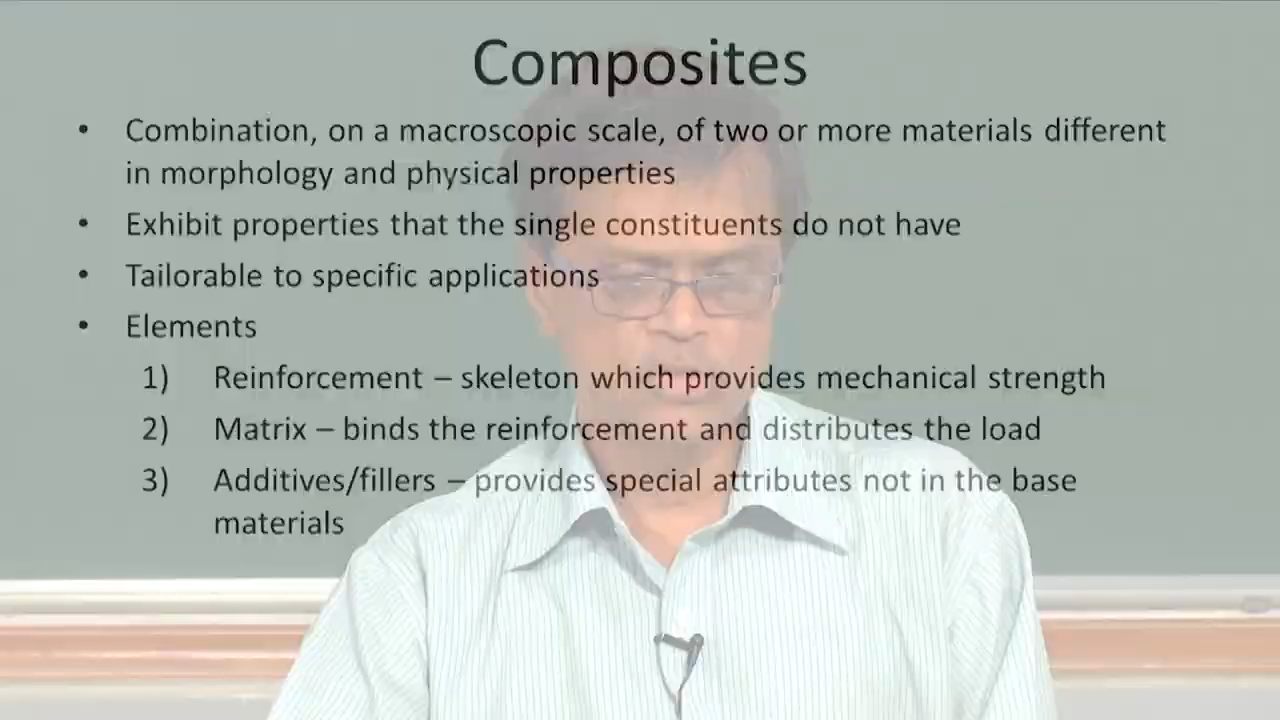 Composites
• Combination, on a macroscopic scale, of two or more materials different
in morphology and physical properties
• Exhibit properties that the single constituents do not have
• Tailorable to specific applications
• Elements
1) Reinforcement – skeleton which provides mechanical strength
2) Matrix – binds the reinforcement and distributes the load
3) Additives/fillers – provides special attributes not in the base
materials